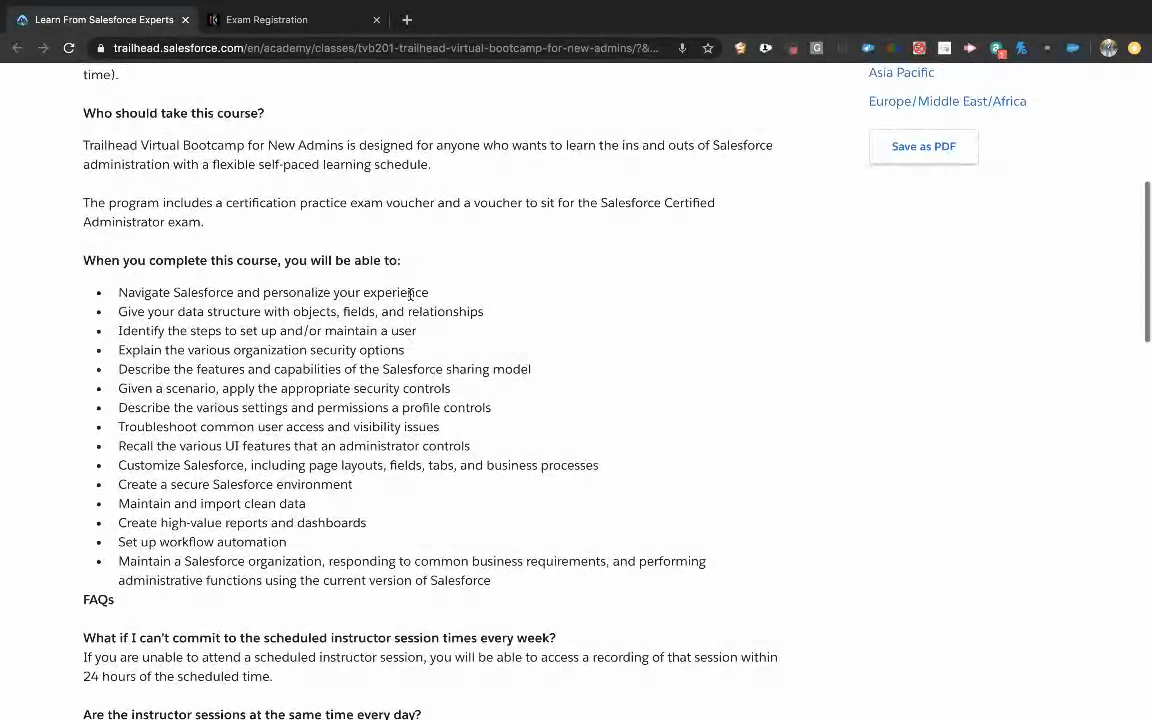 Learn From Salesforce Experts
Exam Registration
trailhead.salesforce.com/en/academy/classes/tvb201-trailhead-virtual-bootcamp-for-new-admins/?&...
time).
Asia Pacific
Europe/Middle East/Africa
Save as PDF
Who should take this course?
Trailhead Virtual Bootcamp for New Admins is designed for anyone who wants to learn the ins and outs of Salesforce
administration with a flexible self-paced learning schedule.
The program includes a certification practice exam voucher and a voucher to sit for the Salesforce Certified
Administrator exam.
When you complete this course, you will be able to:
• Navigate Salesforce and personalize your experience
• Give your data structure with objects, fields, and relationships
• Identify the steps to set up and/or maintain a user
• Explain the various organization security options
• Describe the features and capabilities of the Salesforce sharing model
• Given a scenario, apply the appropriate security controls
• Describe the various settings and permissions a profile controls
• Troubleshoot common user access and visibility issues
• Recall the various UI features that an administrator controls
• Customize Salesforce, including page layouts, fields, tabs, and business processes
• Create a secure Salesforce environment
• Maintain and import clean data
• Create high-value reports and dashboards
• Set up workflow automation
• Maintain a Salesforce organization, responding to common business requirements, and performing
administrative functions using the current version of Salesforce
FAQs
What if I can't commit to the scheduled instructor session times every week?
If you are unable to attend a scheduled instructor session, you will be able to access a recording of that session within
24 hours of the scheduled time.
Are the instructor sessions at the same time every day?